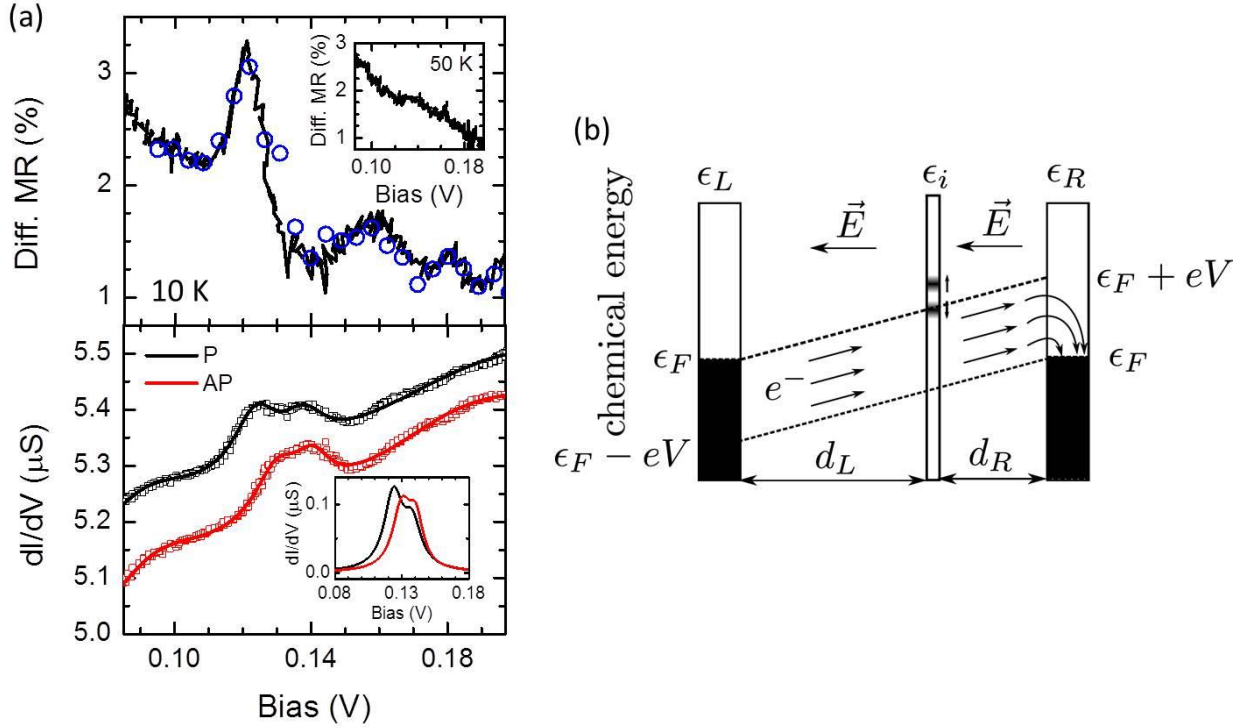 (a)
Diff. MR (%)
3
2
1
10 K
Diff. MR (%)
3
2
1
50 K
0.10 0.14 0.18
Bias (V)
dI/dV (μS)
5.5
5.4
5.3
5.2
5.1
5.0
P
AP
dI/dV (μS)
0.1
0.0
0.08 0.13 0.18
Bias (V)
0.10 0.14 0.18
Bias (V)
(b)
chemical energy
ϵ_L ϵ_i ϵ_R
E⃗ E⃗
ϵ_F + eV
ϵ_F ϵ_F
e⁻
ϵ_F − eV
d_L d_R